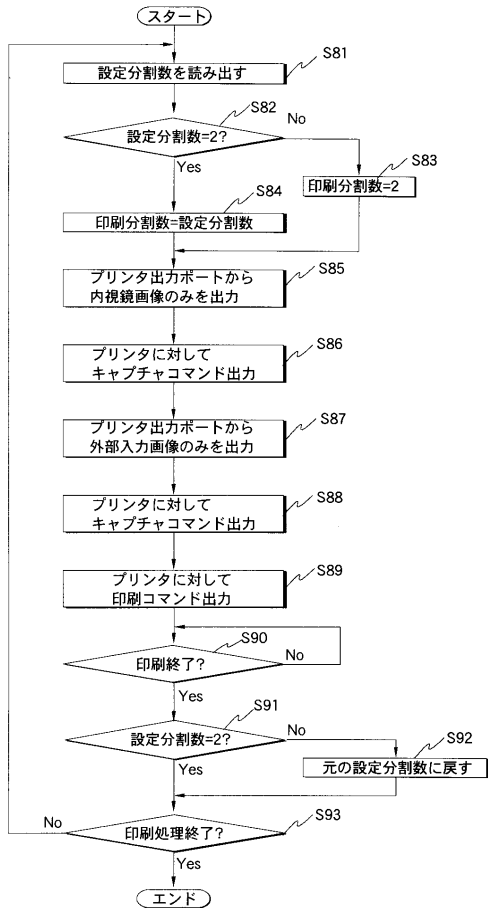 スタート
S81
設定分割数を読み出す
S82
設定分割数=2?
No
Yes
S83
印刷分割数=2
S84
印刷分割数=設定分割数
S85
プリンタ出力ポートから
内視鏡画像のみを出力
S86
プリンタに対して
キャプチャコマンド出力
S87
プリンタ出力ポートから
外部入力画像のみを出力
S88
プリンタに対して
キャプチャコマンド出力
S89
プリンタに対して
印刷コマンド出力
S90
印刷終了?
No
Yes
S91
設定分割数=2?
No
Yes
S92
元の設定分割数に戻す
S93
No
印刷処理終了?
Yes
エンド